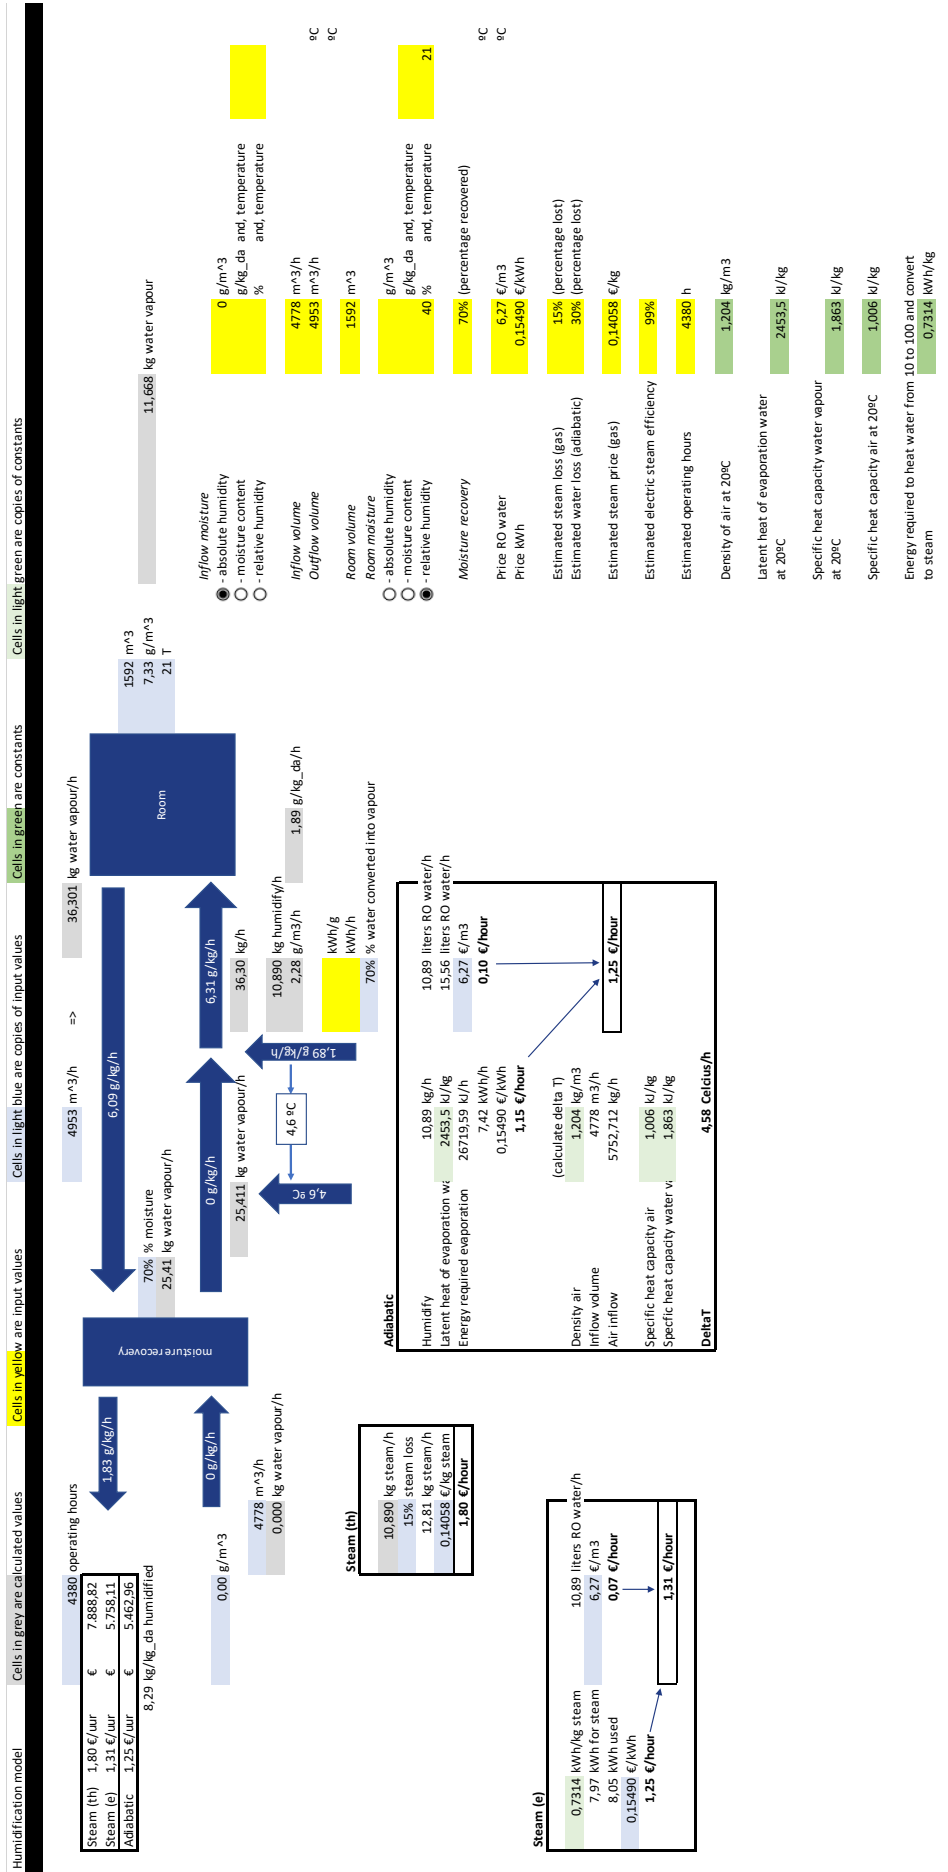 Humidification model
Cells in grey are calculated values
Cells in yellow are input values
Cells in light blue are copies of input values
Cells in green are constants
Cells in light green are copies of constants
4380 operating hours
Steam (th) 1,80 €/uur € 7.888,82
Steam (e) 1,31 €/uur € 5.758,11
Adiabatic 1,25 €/uur € 5.462,96
8,29 kg/kg_da humidified
1,83 g/kg/h
0 g/kg/h
0,00 g/m^3
4778 m^3/h
0,000 kg water vapour/h
moisture recovery
70% % moisture
25,41 kg water vapour/h
4953 m^3/h => 36,301 kg water vapour/h
6,09 g/kg/h
0 g/kg/h
6,31 g/kg/h
Room
1592 m^3
7,33 g/m^3
21 T
11,668 kg water vapour
25,411 kg water vapour/h
36,30 kg/h
4,6 ºC
4,6 ºC
1,89 g/kg/h
10,890 kg humidify/h
2,28 g/m3/h
1,89 g/kg_da/h
kWh/g
kWh/h
70% % water converted into vapour
Steam (th)
10,890 kg steam/h
15% steam loss
12,81 kg steam/h
0,14058 €/kg steam
1,80 €/hour
Adiabatic
Humidify 10,89 kg/h 10,89 liters RO water/h
Latent heat of evaporation wa 2453,5 kJ/kg 15,56 liters RO water/h
Energy required evaporation 26719,59 kJ/h 6,27 €/m3
7,42 kWh/h 0,10 €/hour
0,15490 €/kWh
1,15 €/hour
(calculate delta T)
Density air 1,204 kg/m3
Inflow volume 4778 m3/h
Air inflow 5752,712 kg/h
1,25 €/hour
Specific heat capacity air 1,006 kJ/kg
Specfic heat capacity water va 1,863 kJ/kg
DeltaT 4,58 Celcius/h
Steam (e)
0,7314 kWh/kg steam 10,89 liters RO water/h
7,97 kWh for steam 6,27 €/m3
8,05 kWh used 0,07 €/hour
0,15490 €/kWh
1,25 €/hour
1,31 €/hour
Inflow moisture
- absolute humidity 0 g/m^3
- moisture content g/kg_da and, temperature ºC
- relative humidity % and, temperature ºC
Inflow volume 4778 m^3/h
Outflow volume 4953 m^3/h
Room volume 1592 m^3
Room moisture
- absolute humidity g/m^3
- moisture content g/kg_da and, temperature ºC
- relative humidity 40 % and, temperature 21 ºC
Moisture recovery 70% (percentage recovered)
Price RO water 6,27 €/m3
Price kWh 0,15490 €/kWh
Estimated steam loss (gas) 15% (percentage lost)
Estimated water loss (adiabatic) 30% (percentage lost)
Estimated steam price (gas) 0,14058 €/kg
Estimated electric steam efficiency 99%
Estimated operating hours 4380 h
Density of air at 20ºC 1,204 kg/m3
Latent heat of evaporation water
at 20ºC 2453,5 kJ/kg
Specific heat capacity water vapour
at 20ºC 1,863 kJ/kg
Specific heat capacity air at 20ºC 1,006 kJ/kg
Energy required to heat water from 10 to 100 and convert
to steam 0,7314 kWh/kg